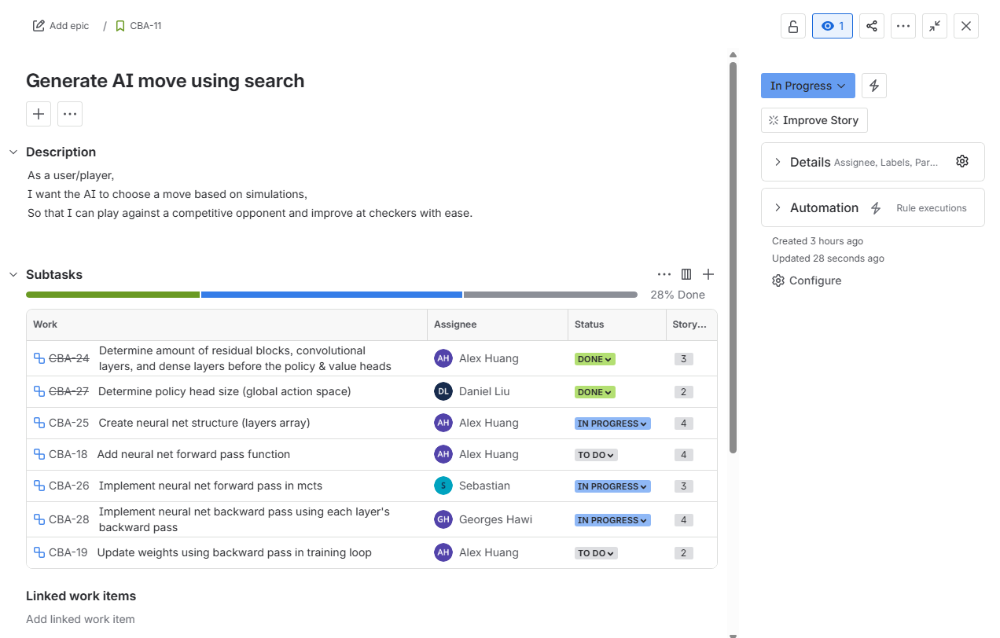 Add epic / CBA-11
1
Generate AI move using search
In Progress
Improve Story
Description
As a user/player,
I want the AI to choose a move based on simulations,
So that I can play against a competitive opponent and improve at checkers with ease.
Details Assignee, Labels, Par...
Automation Rule executions
Created 3 hours ago
Updated 28 seconds ago
Configure
Subtasks
28% Done
Work Assignee Status Story...
CBA-24 Determine amount of residual blocks, convolutional
layers, and dense layers before the policy & value heads
AH Alex Huang DONE 3
CBA-27 Determine policy head size (global action space) DL Daniel Liu DONE 2
CBA-25 Create neural net structure (layers array) AH Alex Huang IN PROGRESS 4
CBA-18 Add neural net forward pass function AH Alex Huang TO DO 4
CBA-26 Implement neural net forward pass in mcts S Sebastian IN PROGRESS 3
CBA-28 Implement neural net backward pass using each layer's
backward pass
GH Georges Hawi IN PROGRESS 4
CBA-19 Update weights using backward pass in training loop AH Alex Huang TO DO 2
Linked work items
Add linked work item